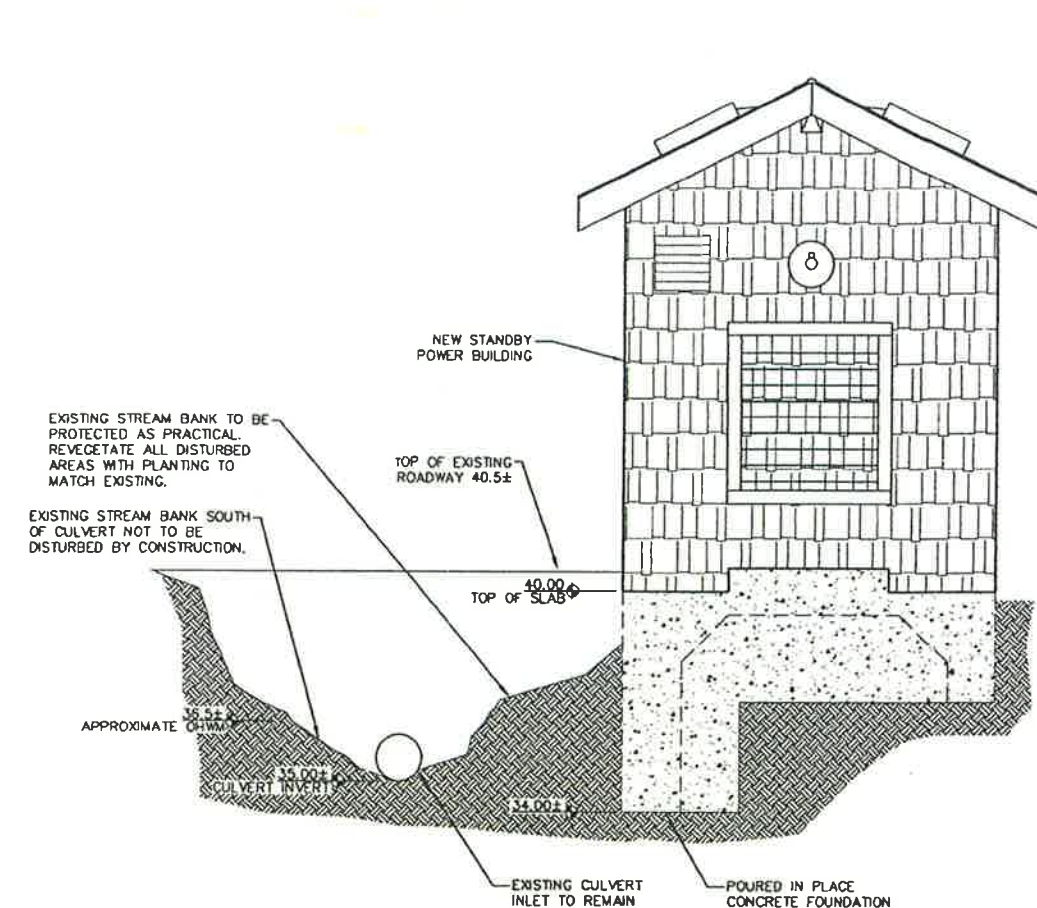 NEW STANDBY
POWER BUILDING
EXISTING STREAM BANK TO BE
PROTECTED AS PRACTICAL.
REVEGETATE ALL DISTURBED
AREAS WITH PLANTING TO
MATCH EXISTING.
TOP OF EXISTING
ROADWAY 40.5±
EXISTING STREAM BANK SOUTH
OF CULVERT NOT TO BE
DISTURBED BY CONSTRUCTION.
40.00
TOP OF SLAB
36.5±
APPROXIMATE OHWM
35.00±
CULVERT INVERT
34.00±
EXISTING CULVERT
INLET TO REMAIN
POURED IN PLACE
CONCRETE FOUNDATION